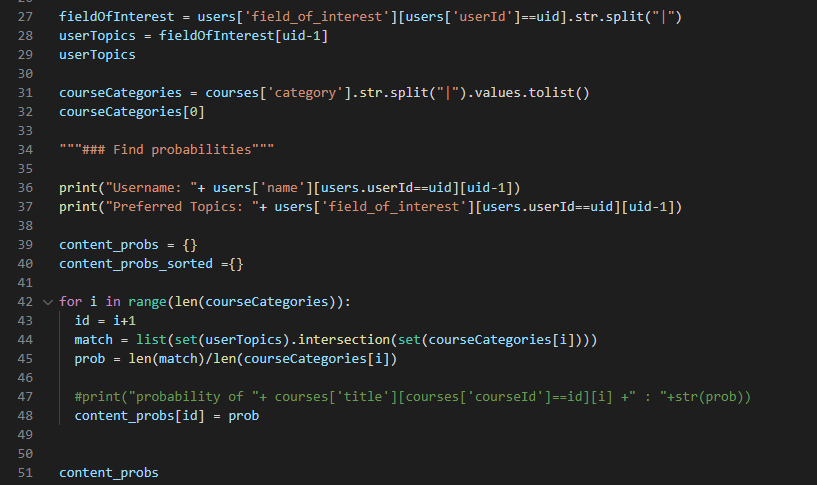 27 fieldOfInterest = users['field_of_interest'][users['userId']==uid].str.split("|")
28 userTopics = fieldOfInterest[uid-1]
29 userTopics
30
31 courseCategories = courses['category'].str.split("|").values.tolist()
32 courseCategories[0]
33
34 """### Find probabilities"""
35
36 print("Username: "+ users['name'][users.userId==uid][uid-1])
37 print("Preferred Topics: "+ users['field_of_interest'][users.userId==uid][uid-1])
38
39 content_probs = {}
40 content_probs_sorted ={}
41
42 for i in range(len(courseCategories)):
43 id = i+1
44 match = list(set(userTopics).intersection(set(courseCategories[i])))
45 prob = len(match)/len(courseCategories[i])
46
47 #print("probability of "+ courses['title'][courses['courseId']==id][i] +" : "+str(prob))
48 content_probs[id] = prob
49
50
51 content_probs